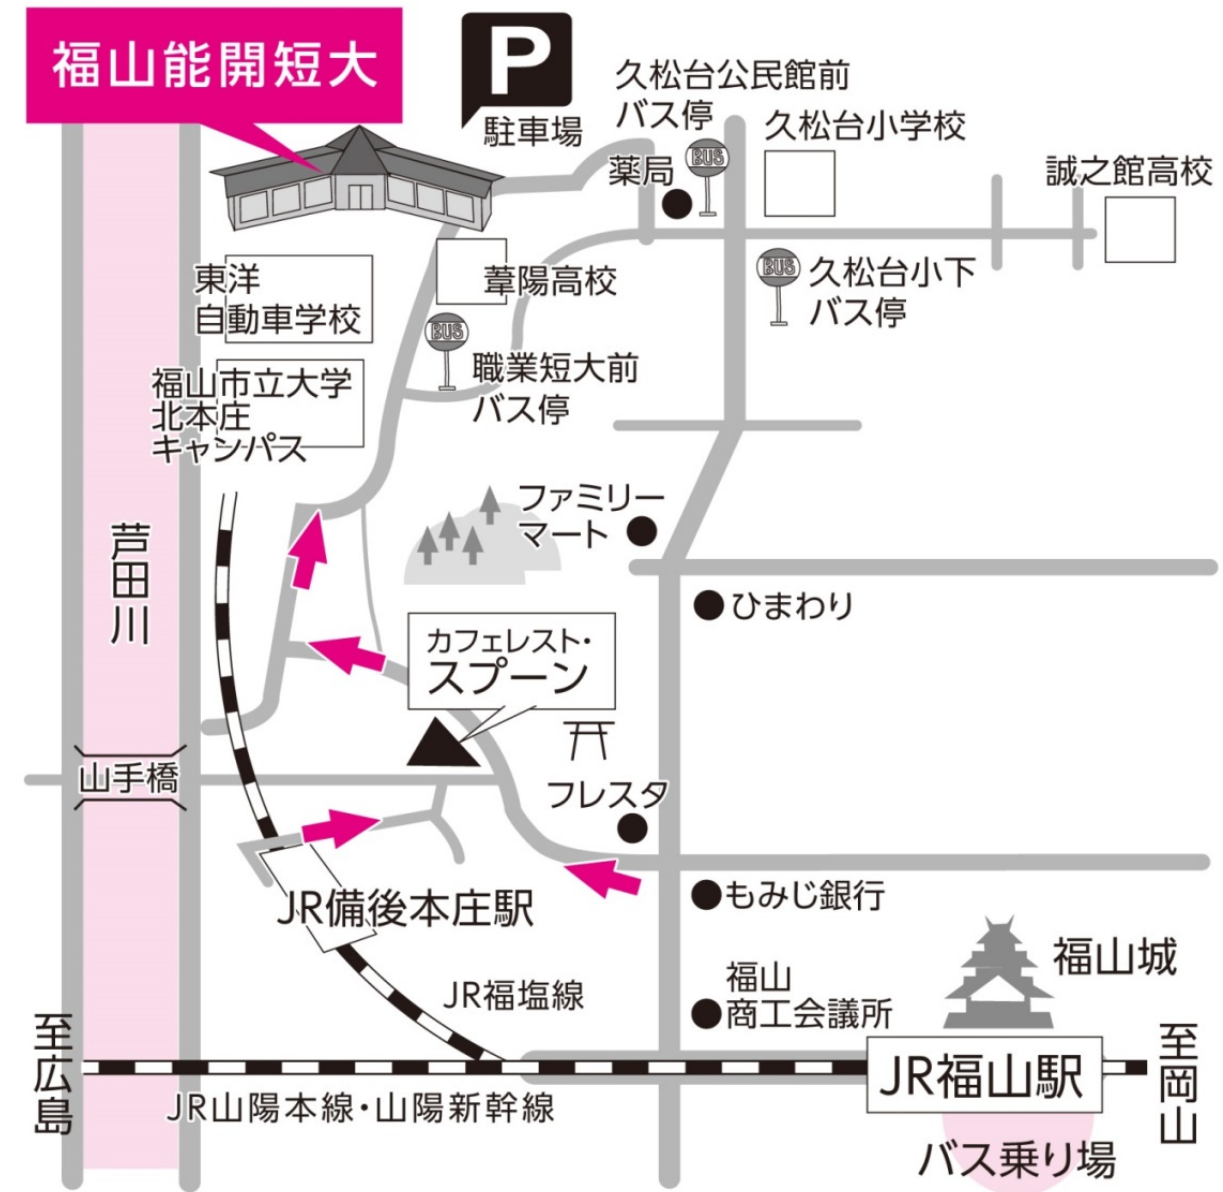 福山能開短大
P
駐車場
久松台公民館前
バス停
久松台小学校
薬局
BUS
誠之館高校
東洋
自動車学校
葦陽高校
BUS
久松台小下
バス停
BUS
職業短大前
バス停
福山市立大学
北本庄
キャンパス
ファミリー
マート
芦田川
ひまわり
カフェレスト・
スプーン
山手橋
フレスタ
JR備後本庄駅
もみじ銀行
福山城
福山
商工会議所
JR福塩線
至広島
JR福山駅
至岡山
JR山陽本線・山陽新幹線
バス乗り場